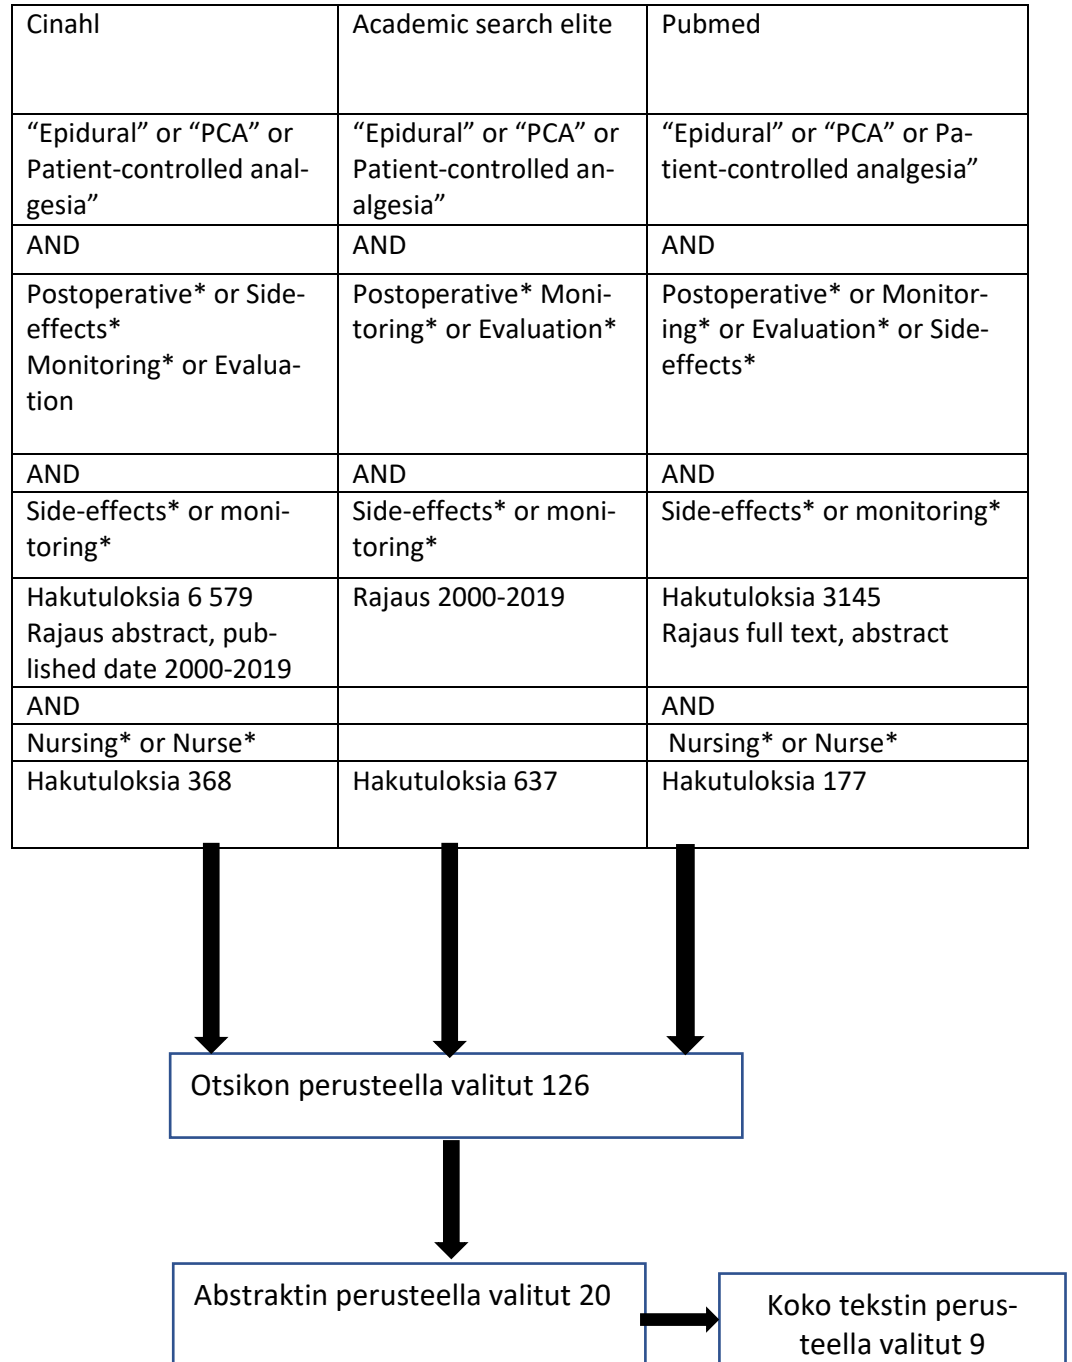 Cinahl
Academic search elite
Pubmed
“Epidural” or “PCA” or
Patient-controlled anal-
gesia”
“Epidural” or “PCA” or
Patient-controlled an-
algesia”
“Epidural” or “PCA” or Pa-
tient-controlled analgesia”
AND
AND
AND
Postoperative* or Side-
effects*
Monitoring* or Evalua-
tion
Postoperative* Moni-
toring* or Evaluation*
Postoperative* or Monitor-
ing* or Evaluation* or Side-
effects*
AND
AND
AND
Side-effects* or moni-
toring*
Side-effects* or moni-
toring*
Side-effects* or monitoring*
Hakutuloksia 6 579
Rajaus abstract, pub-
lished date 2000-2019
Rajaus 2000-2019
Hakutuloksia 3145
Rajaus full text, abstract
AND
AND
Nursing* or Nurse*
Nursing* or Nurse*
Hakutuloksia 368
Hakutuloksia 637
Hakutuloksia 177
Otsikon perusteella valitut 126
Abstraktin perusteella valitut 20
Koko tekstin perus-
teella valitut 9